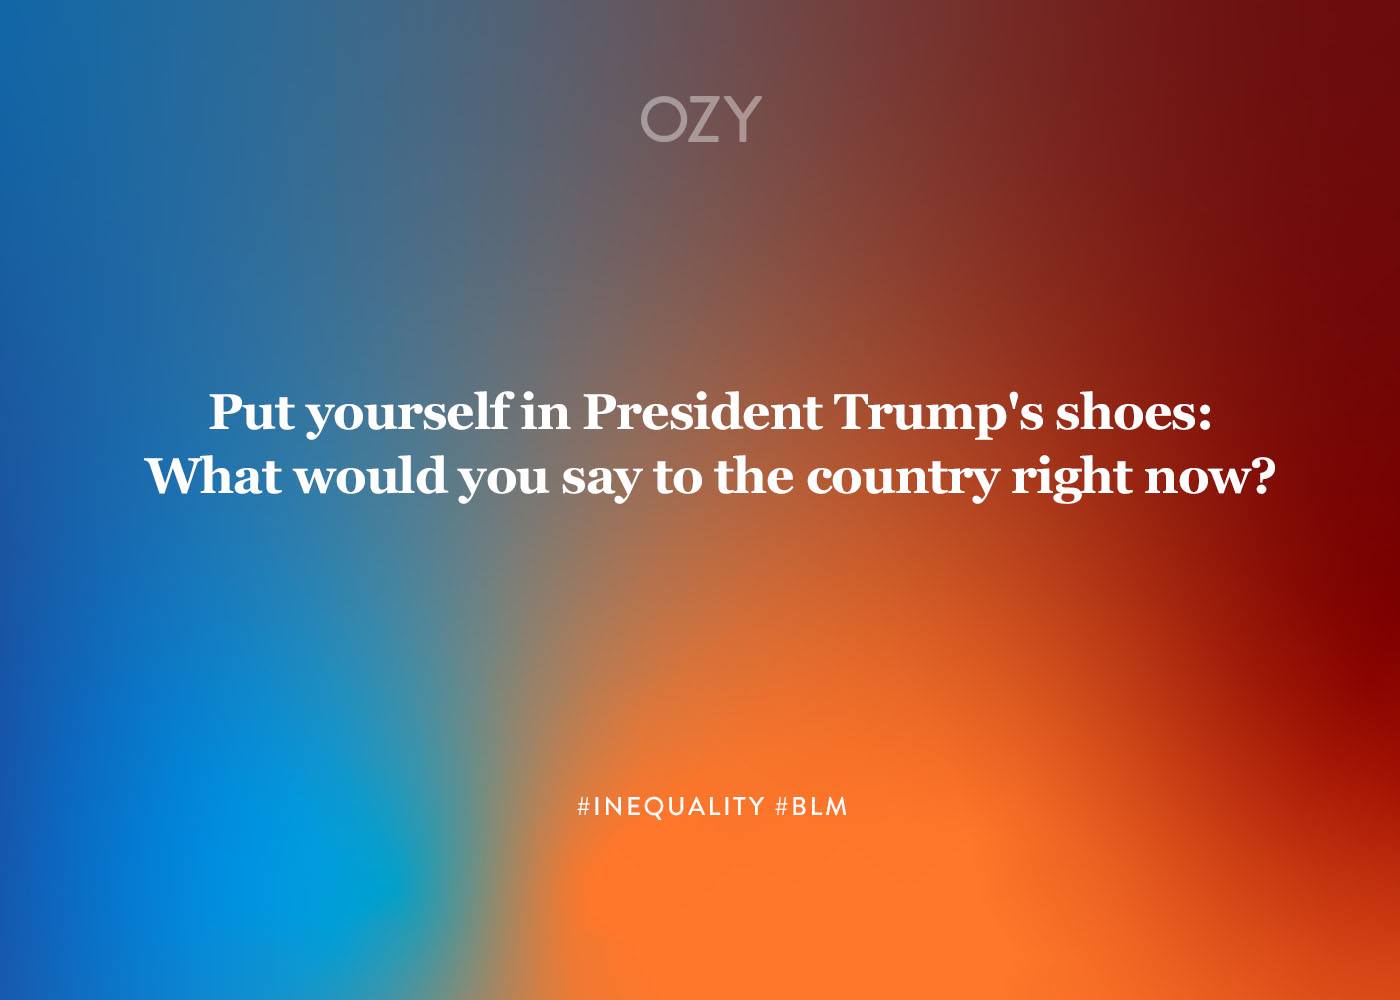 OZY
Put yourself in President Trump's shoes:
What would you say to the country right now?
#INEQUALITY #BLM